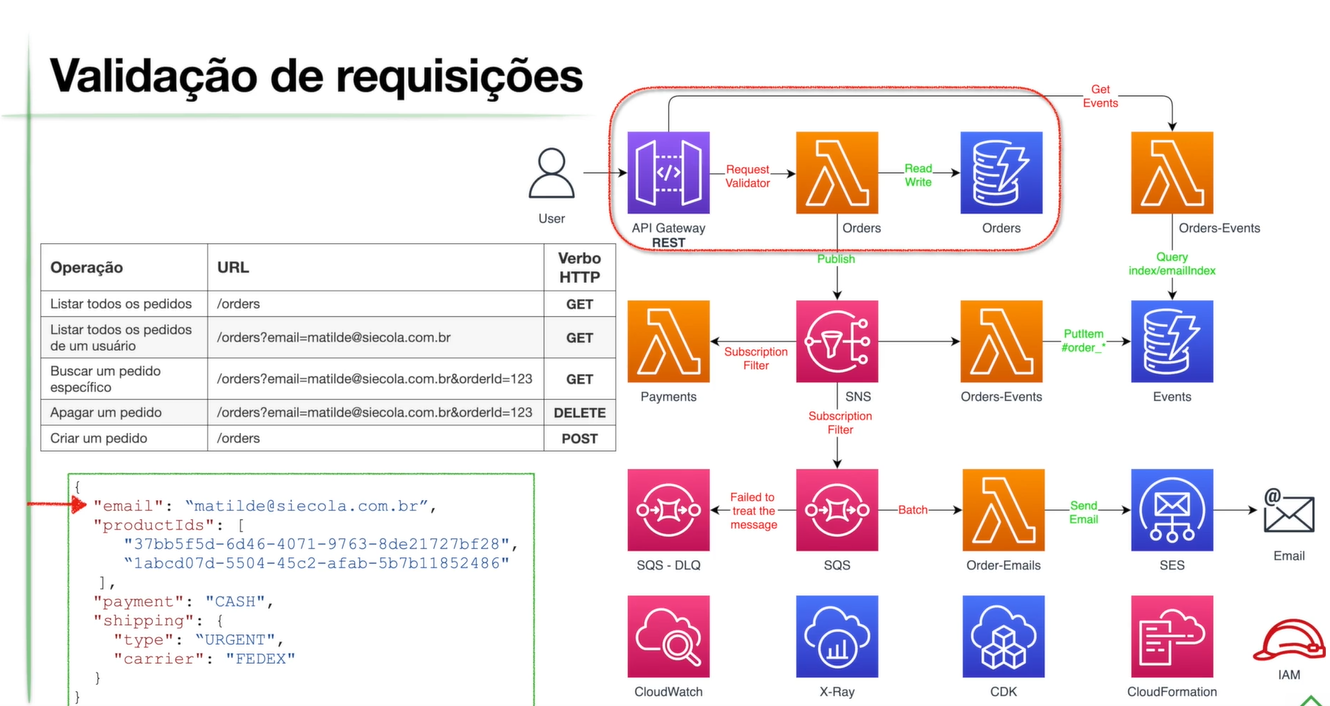 Validação de requisições
Get
Events
Request
Validator
Read
Write
User
API Gateway
REST
Orders
Orders
Orders-Events
Publish
Query
index/emailIndex
Operação URL Verbo
HTTP
Listar todos os pedidos /orders GET
Listar todos os pedidos
de um usuário /orders?email=matilde@siecola.com.br GET
Buscar um pedido
específico /orders?email=matilde@siecola.com.br&orderId=123 GET
Apagar um pedido /orders?email=matilde@siecola.com.br&orderId=123 DELETE
Criar um pedido /orders POST
Subscription
Filter
PutItem
#order_*
Payments
SNS
Orders-Events
Events
Subscription
Filter
{
"email": “matilde@siecola.com.br”,
"productIds": [
"37bb5f5d-6d46-4071-9763-8de21727bf28",
“1abcd07d-5504-45c2-afab-5b7b11852486"
],
"payment": "CASH",
"shipping": {
"type": “URGENT",
"carrier": "FEDEX"
}
}
Failed to
treat the
message
Batch
Send
Email
@
SQS - DLQ
SQS
Order-Emails
SES
Email
CloudWatch
X-Ray
CDK
CloudFormation
IAM